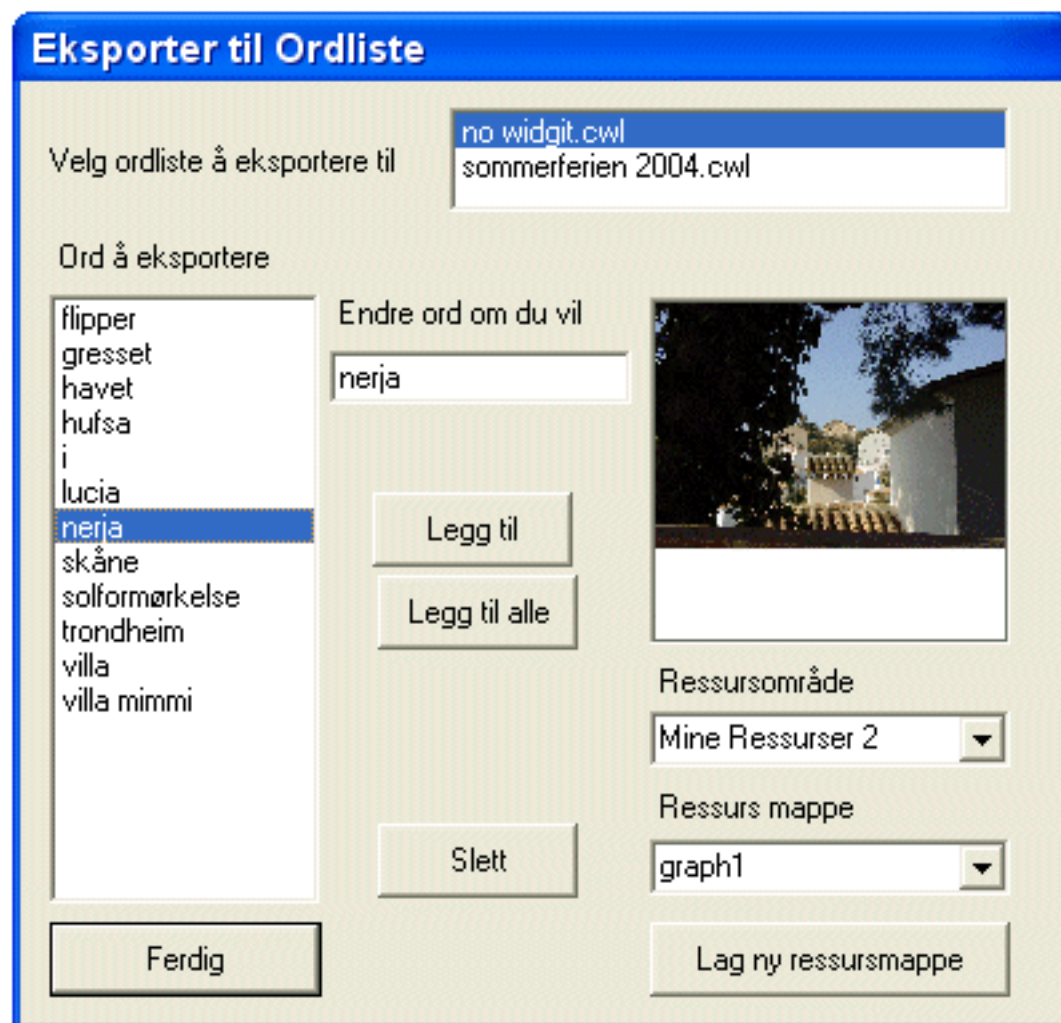 Eksporter til Ordliste
Velg ordliste å eksportere til
no widgit.cwl
sommerferien 2004.cwl
Ord å eksportere
flipper
gresset
havet
hufsa
i
lucia
nerja
skåne
solformørkelse
trondheim
villa
villa mimmi
Endre ord om du vil
nerja
Legg til
Legg til alle
Slett
Ressursområde
Mine Ressurser 2
Ressurs mappe
graph1
Ferdig
Lag ny ressursmappe